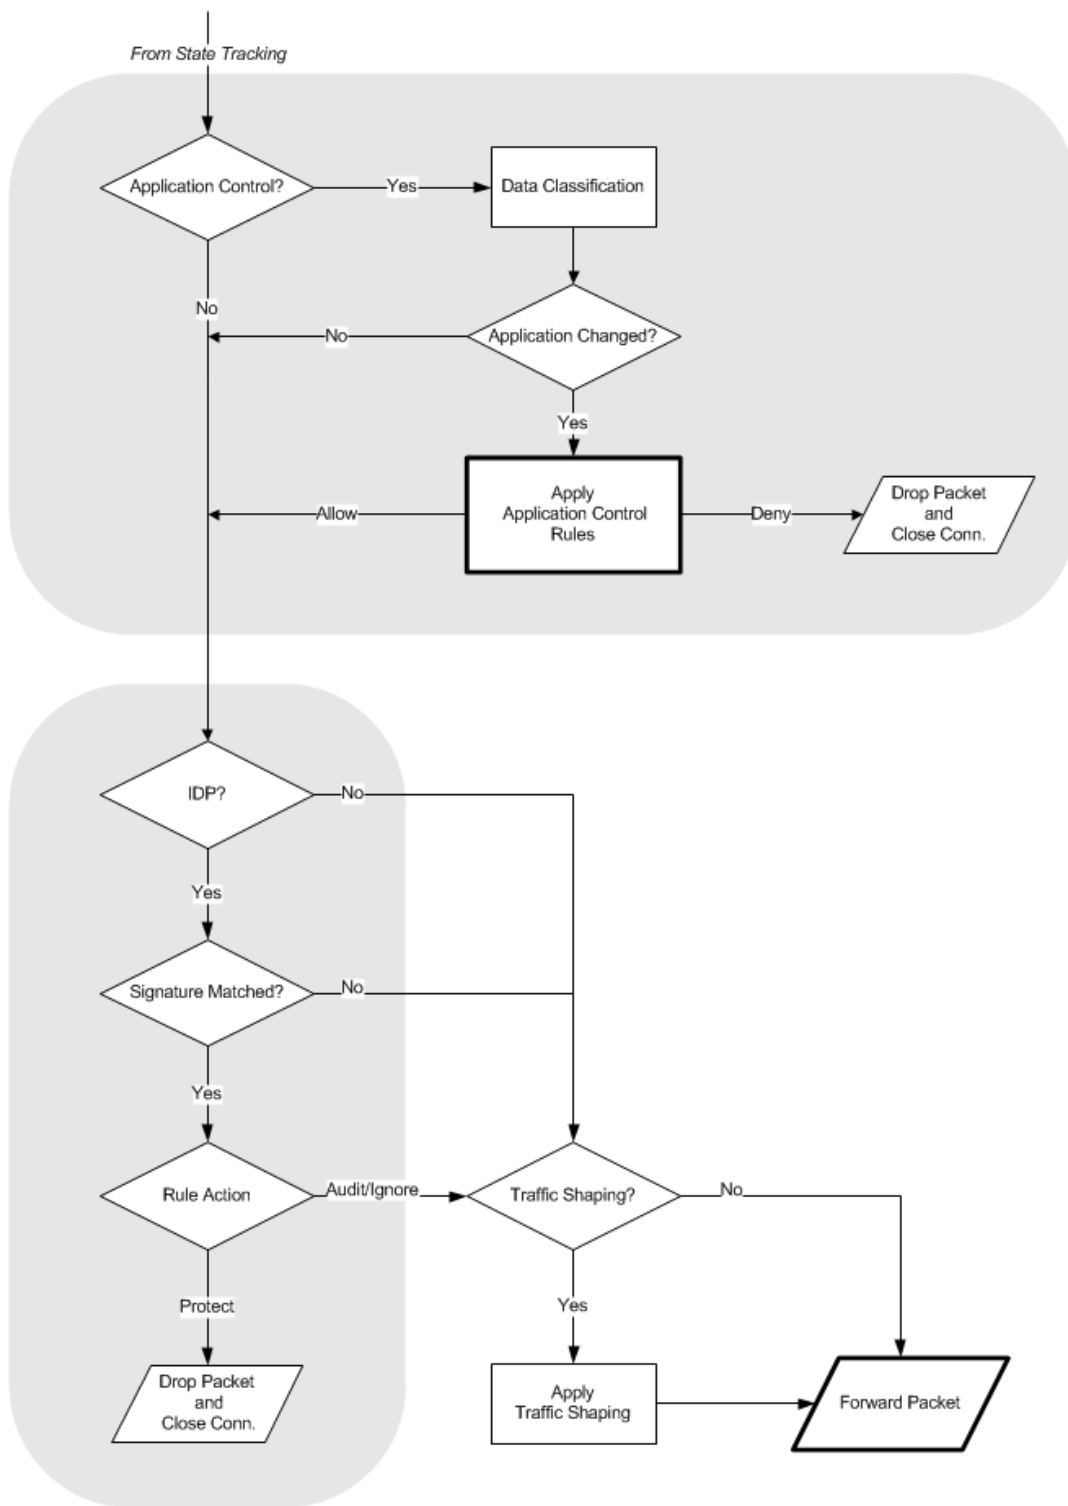 From State Tracking
Application Control?
Yes
Data Classification
No
No
Application Changed?
Yes
Apply
Application Control
Rules
Allow
Deny
Drop Packet
and
Close Conn.
IDP?
No
Yes
Signature Matched?
No
Yes
Rule Action
Audit/Ignore
Traffic Shaping?
No
Protect
Yes
Drop Packet
and
Close Conn.
Apply
Traffic Shaping
Forward Packet